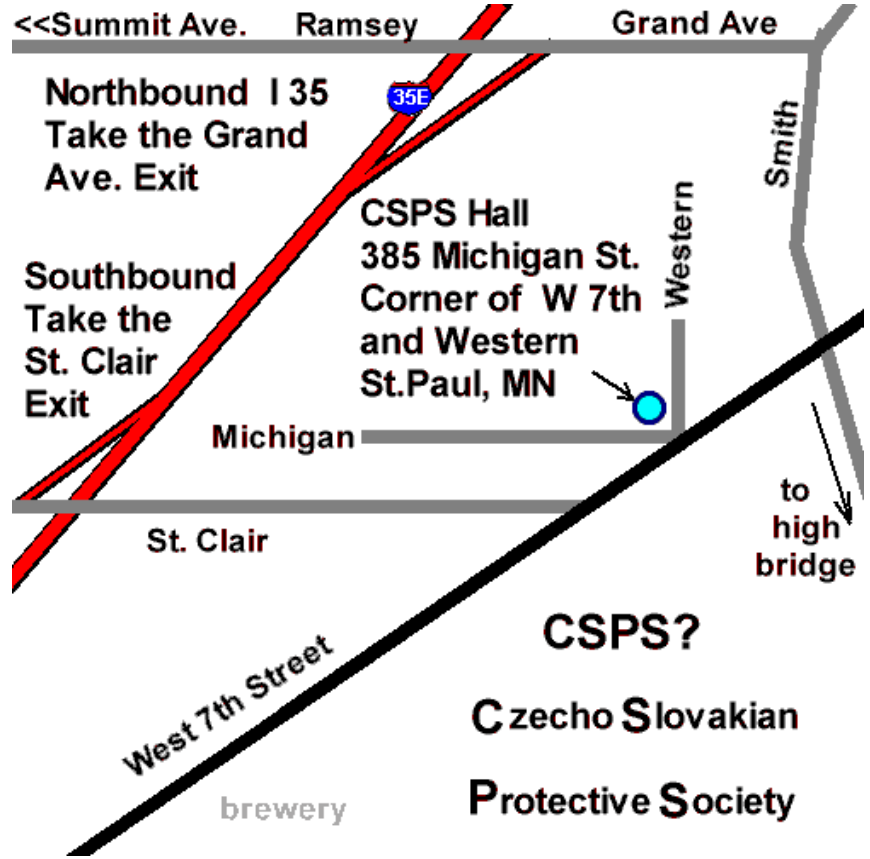 <<Summit Ave. Ramsey Grand Ave
Northbound I 35
Take the Grand
Ave. Exit
35E
Smith
CSPS Hall
385 Michigan St.
Corner of W 7th
and Western
St.Paul, MN
Western
Southbound
Take the
St. Clair
Exit
Michigan
St. Clair
to
high
bridge
West 7th Street
CSPS?
Czecho Slovakian
Protective Society
brewery